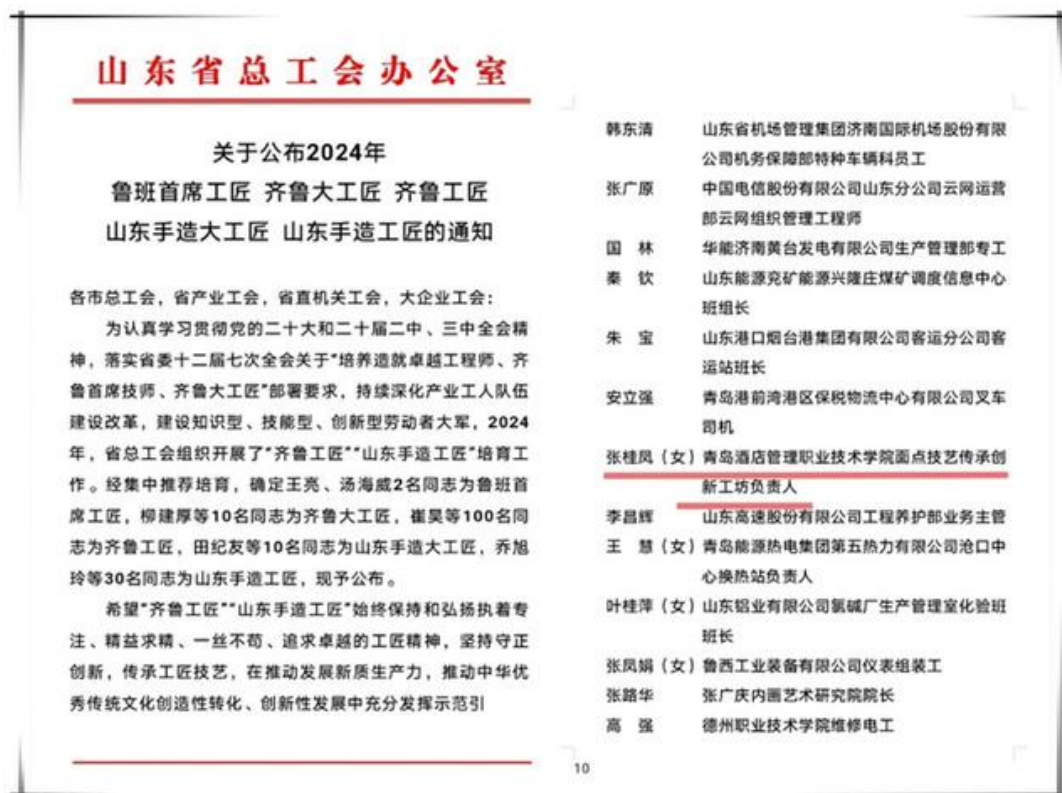 山东省总工会办公室
关于公布2024年
鲁班首席工匠 齐鲁大工匠 齐鲁工匠
山东手造大工匠 山东手造工匠的通知
各市总工会，省产业工会，省直机关工会，大企业工会：
为认真学习贯彻党的二十大和二十届二中、三中全会精
神，落实省委十二届七次全会关于“培养造就卓越工程师、齐
鲁首席技师、齐鲁大工匠”部署要求，持续深化产业工人队伍
建设改革，建设知识型、技能型、创新型劳动者大军，2024
年，省总工会组织开展了“齐鲁工匠”“山东手造工匠”培育工
作。经集中推荐培育，确定王亮、汤海威2名同志为鲁班首
席工匠，柳建厚等10名同志为齐鲁大工匠，崔昊等100名同
志为齐鲁工匠，田纪友等10名同志为山东手造大工匠，乔旭
玲等30名同志为山东手造工匠，现予公布。
希望“齐鲁工匠”“山东手造工匠”始终保持和弘扬执着专
注、精益求精、一丝不苟、追求卓越的工匠精神，坚持守正
创新，传承工匠技艺，在推动发展新质生产力，推动中华优
秀传统文化创造性转化、创新性发展中充分发挥示范引
韩东清 山东省机场管理集团济南国际机场股份有限
公司机务保障部特种车辆科员工
张广原 中国电信股份有限公司山东分公司云网运营
部云网组织管理工程师
国 林 华能济南黄台发电有限公司生产管理部专工
秦 钦 山东能源兖矿能源兴隆庄煤矿调度信息中心
班组长
朱 宝 山东港口烟台港集团有限公司客运分公司客
运站班长
安立强 青岛港前湾港区保税物流中心有限公司叉车
司机
张桂凤（女）青岛酒店管理职业技术学院面点技艺传承创
新工坊负责人
李昌辉 山东高速股份有限公司工程养护部业务主管
王 慧（女）青岛能源热电集团第五热力有限公司沧口中
心换热站负责人
叶桂萍（女）山东铝业有限公司氯碱厂生产管理室化验班
班长
张凤娟（女）鲁西工业装备有限公司仪表组装工
张路华 张广庆内画艺术研究院院长
高 强 德州职业技术学院维修电工
10